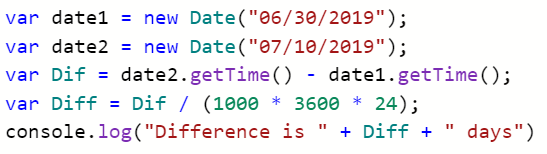 var date1 = new Date("06/30/2019");
var date2 = new Date("07/10/2019");
var Dif = date2.getTime() - date1.getTime();
var Diff = Dif / (1000 * 3600 * 24);
console.log("Difference is " + Diff + " days")